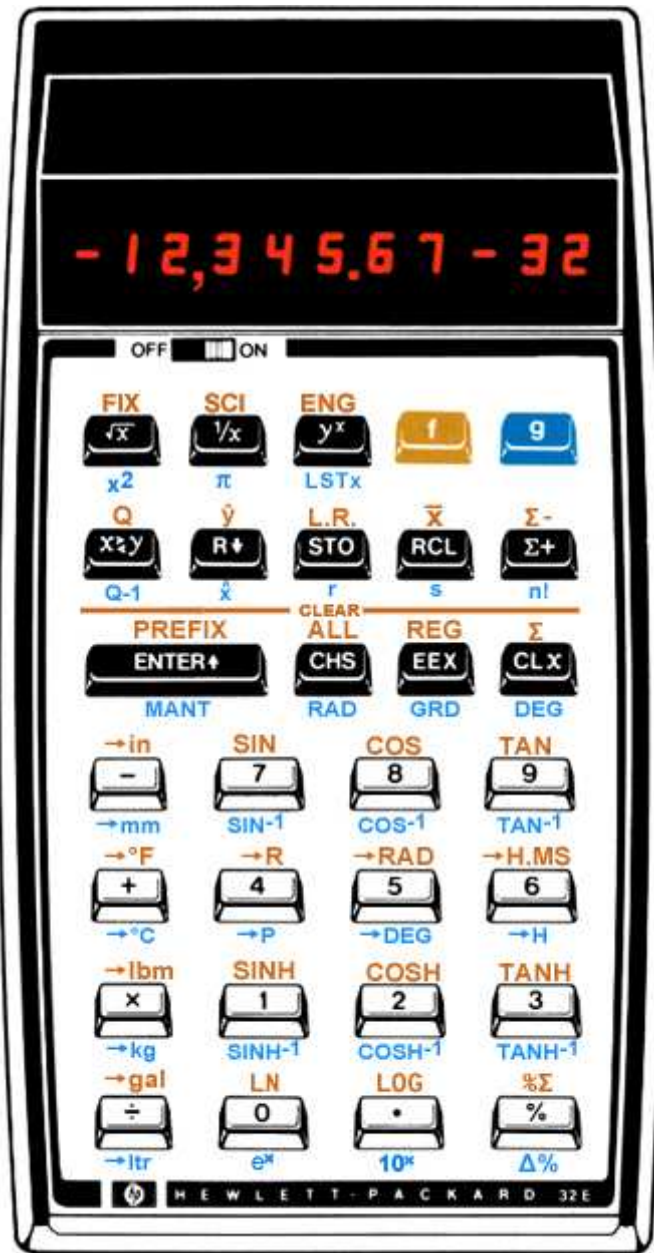 -12,345.67-32
OFF ON
FIX SCI ENG
√x 1/x yˣ f g
x2 π LSTx
Q ŷ L.R. x̄ Σ-
x⇄y R↓ STO RCL Σ+
Q-1 x̂ r s n!
CLEAR
PREFIX ALL REG Σ
ENTER↑ CHS EEX CLX
MANT RAD GRD DEG
→in SIN COS TAN
− 7 8 9
→mm SIN-1 COS-1 TAN-1
→°F →R →RAD →H.MS
+ 4 5 6
→°C →P →DEG →H
→lbm SINH COSH TANH
× 1 2 3
→kg SINH-1 COSH-1 TANH-1
→gal LN LOG %Σ
÷ 0 • %
→ltr eˣ 10ˣ Δ%
hp HEWLETT-PACKARD 32E